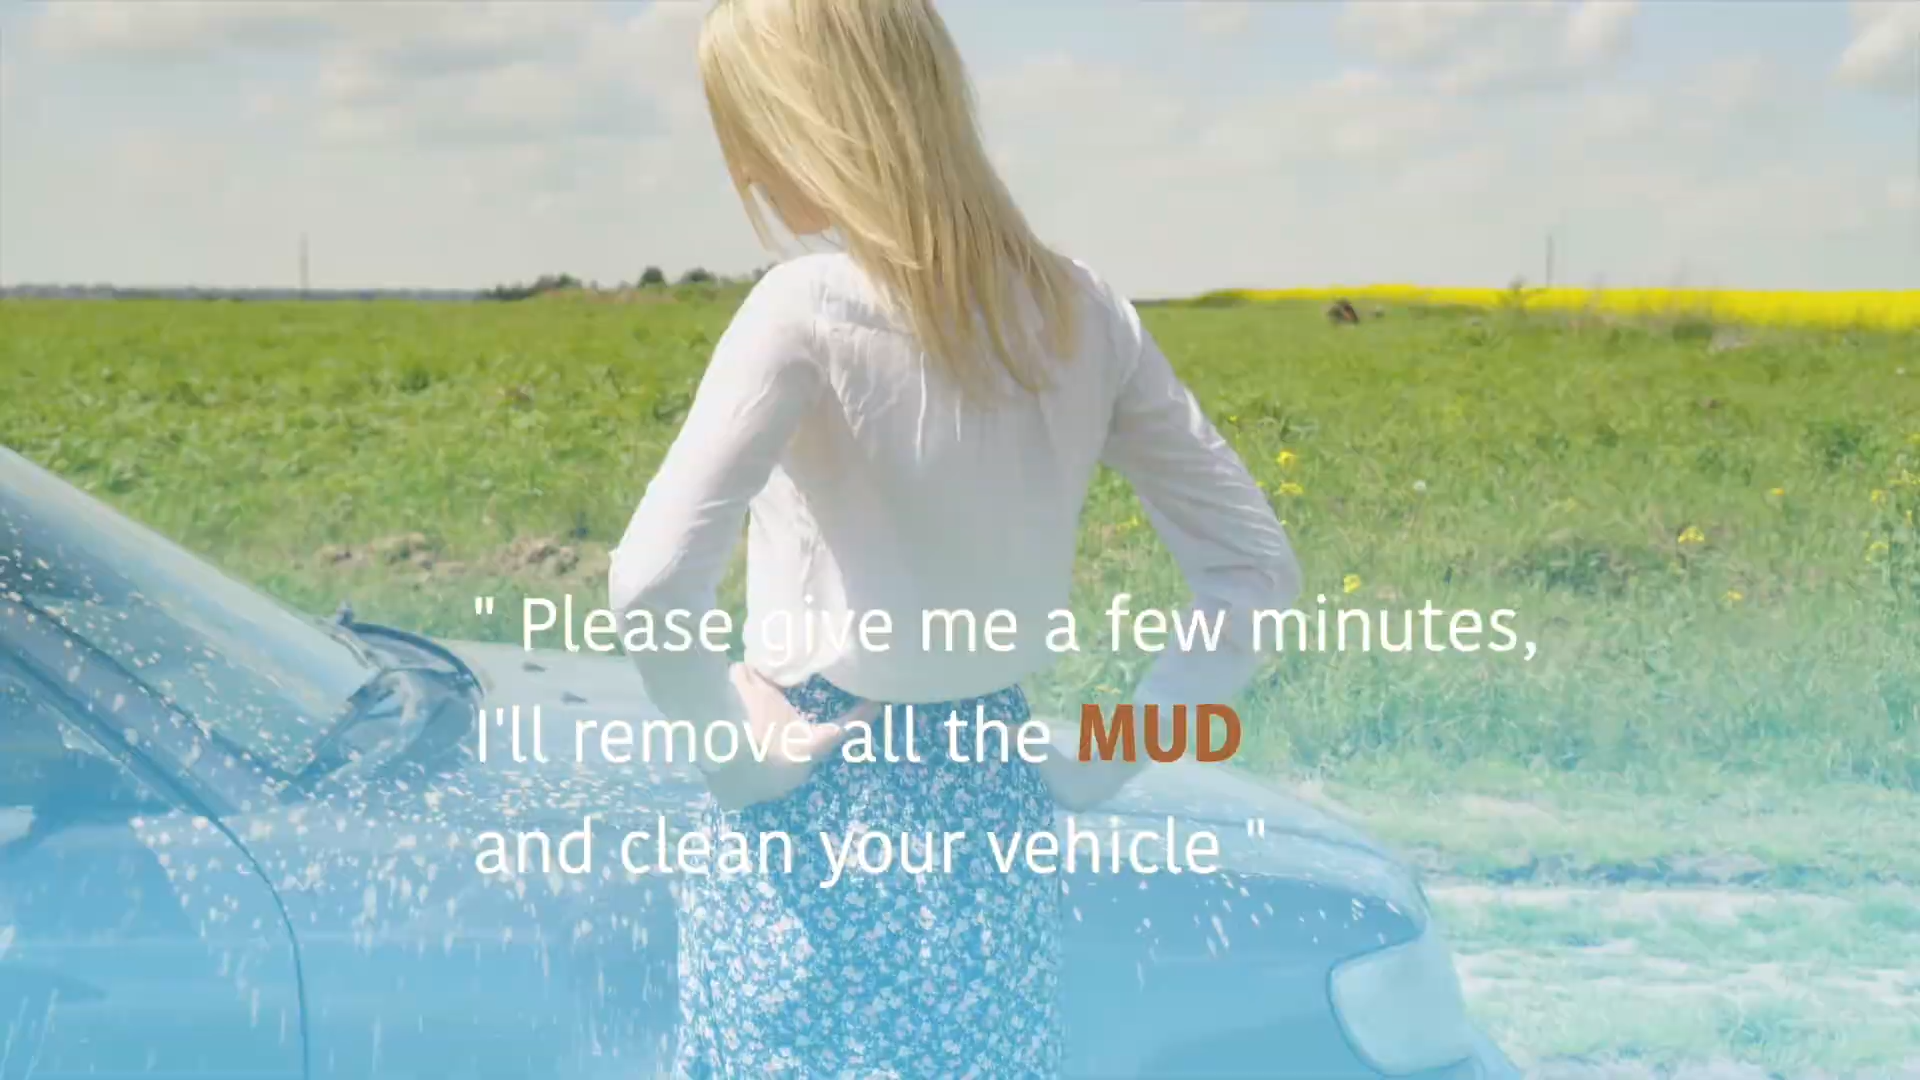 " Please give me a few minutes,
I'll remove all the MUD
and clean your vehicle "